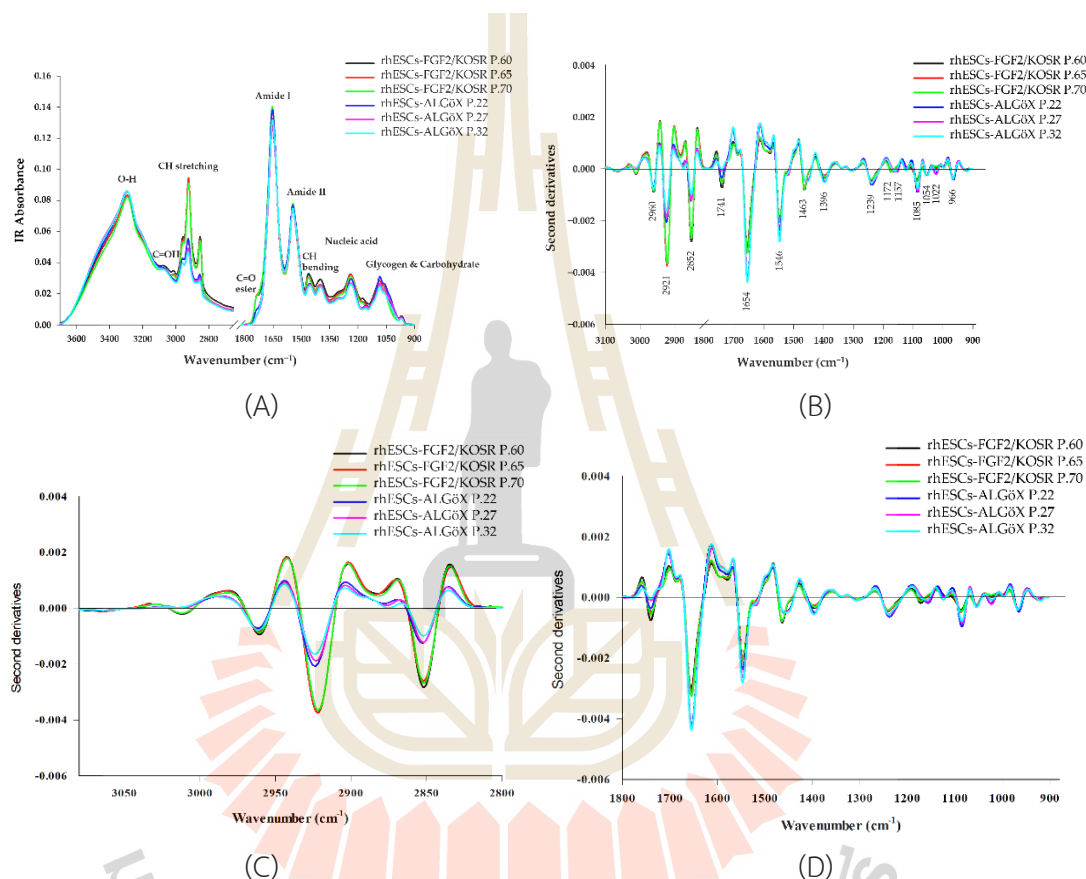 rhESCs-FGF2/KOSR P.60
rhESCs-FGF2/KOSR P.65
rhESCs-FGF2/KOSR P.70
rhESCs-ALGöX P.22
rhESCs-ALGöX P.27
rhESCs-ALGöX P.32
0.16
0.14
0.12
0.10
0.08
0.06
0.04
0.02
0.00
IR Absorbance
Amide I
CH stretching
O-H
Amide II
C=OH
Nucleic acid
CH
bending
Glycogen & Carbohydrate
C=O
ester
3600 3400 3200 3000 2800 1650 1500 1350 1200 1050 900
Wavenumber (cm⁻¹)
(A)
rhESCs-FGF2/KOSR P.60
rhESCs-FGF2/KOSR P.65
rhESCs-FGF2/KOSR P.70
rhESCs-ALGöX P.22
rhESCs-ALGöX P.27
rhESCs-ALGöX P.32
0.004
0.002
0.000
−0.002
−0.004
−0.006
Second derivatives
2960
2921
2852
1741
1654
1546
1463
1396
1239
1172
1137
1085
1054
1022
966
3100 3000 2900 2800 1700 1600 1500 1400 1300 1200 1100 1000 900
Wavenumber (cm⁻¹)
(B)
rhESCs-FGF2/KOSR P.60
rhESCs-FGF2/KOSR P.65
rhESCs-FGF2/KOSR P.70
rhESCs-ALGöX P.22
rhESCs-ALGöX P.27
rhESCs-ALGöX P.32
0.004
0.002
0.000
-0.002
-0.004
-0.006
Second derivatives
3050 3000 2950 2900 2850 2800
Wavenumber (cm⁻¹)
(C)
rhESCs-FGF2/KOSR P.60
rhESCs-FGF2/KOSR P.65
rhESCs-FGF2/KOSR P.70
rhESCs-ALGöX P.22
rhESCs-ALGöX P.27
rhESCs-ALGöX P.32
0.004
0.002
0.000
-0.002
-0.004
-0.006
Second derivatives
1800 1700 1600 1500 1400 1300 1200 1100 1000 900
Wavenumber (cm⁻¹)
(D)